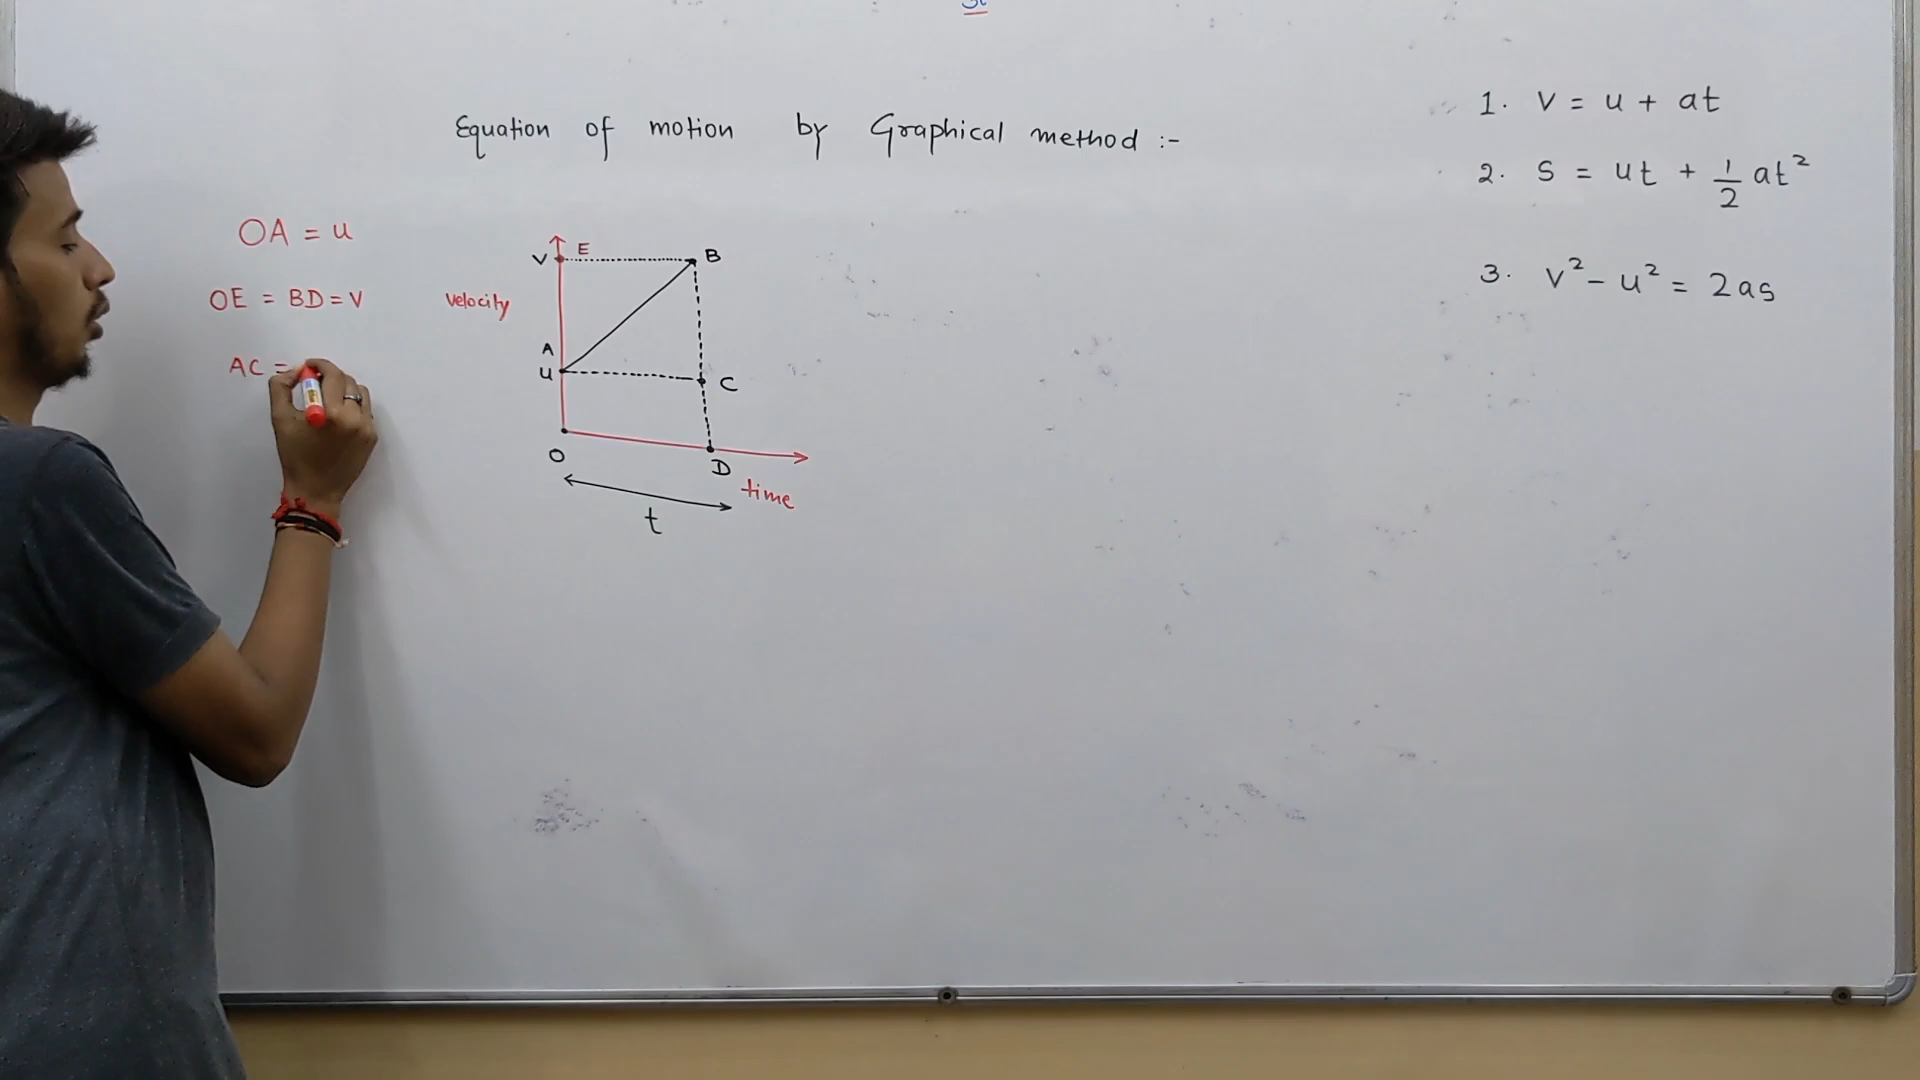 Equation of motion by Graphical method :-
1. v = u + at
2. s = ut + 1/2 at²
3. v² - u² = 2as
OA = u
OE = BD = V
AC =
velocity
V
E
B
A
u
C
O
D
time
t